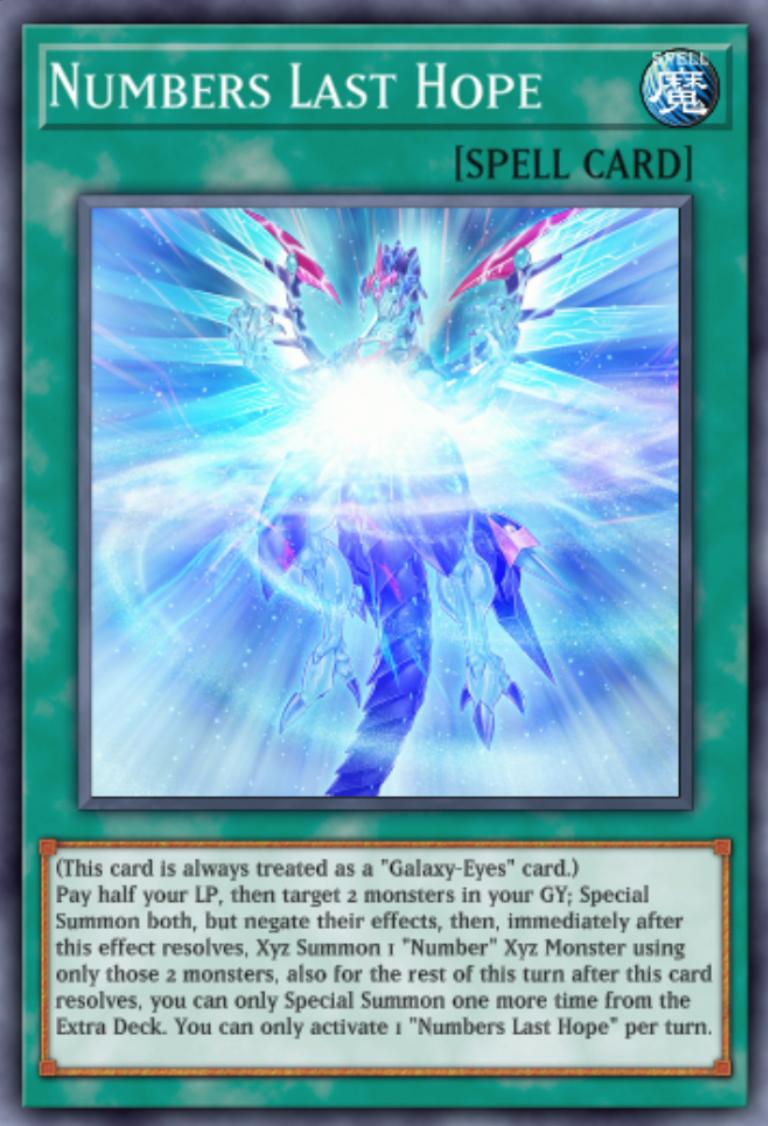 NUMBERS LAST HOPE
SPELL
魔
[SPELL CARD]
(This card is always treated as a "Galaxy-Eyes" card.)
Pay half your LP, then target 2 monsters in your GY; Special
Summon both, but negate their effects, then, immediately after
this effect resolves, Xyz Summon 1 "Number" Xyz Monster using
only those 2 monsters, also for the rest of this turn after this card
resolves, you can only Special Summon one more time from the
Extra Deck. You can only activate 1 "Numbers Last Hope" per turn.